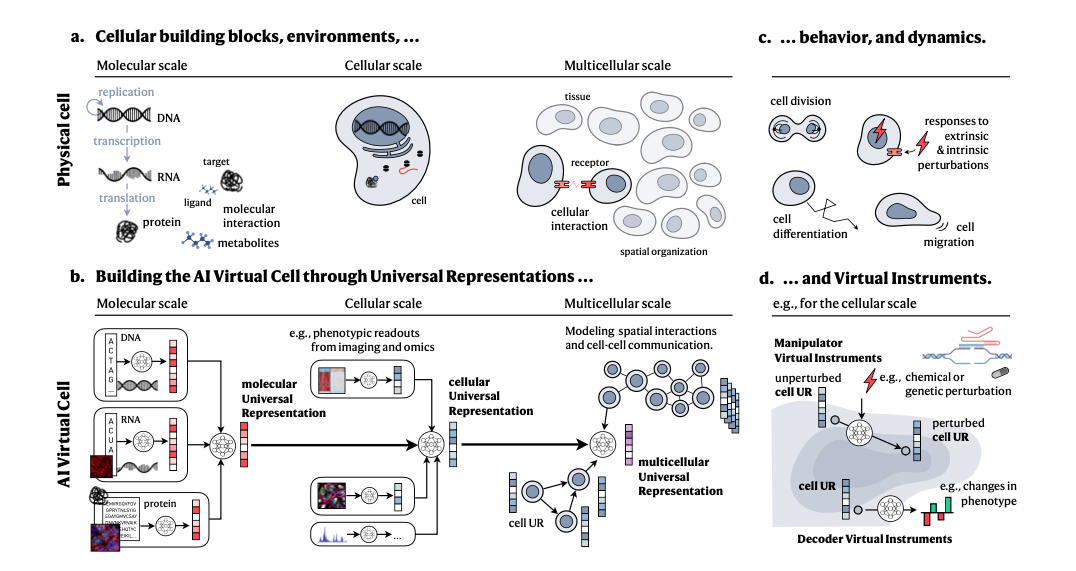 a. Cellular building blocks, environments, ...
c. ... behavior, and dynamics.
Physical cell
Molecular scale
Cellular scale
Multicellular scale
replication
DNA
transcription
RNA
translation
protein
target
ligand
molecular
interaction
metabolites
cell
tissue
receptor
cellular
interaction
spatial organization
cell division
responses to
extrinsic
& intrinsic
perturbations
cell
differentiation
cell
migration
b. Building the AI Virtual Cell through Universal Representations ...
d. ... and Virtual Instruments.
AI Virtual Cell
Molecular scale
Cellular scale
Multicellular scale
e.g., for the cellular scale
DNA
A
C
T
A
G
RNA
A
C
U
A
protein
GPRYTNLSYIG
molecular
Universal
Representation
e.g., phenotypic readouts
from imaging and omics
...
cellular
Universal
Representation
Modeling spatial interactions
and cell-cell communication.
cell UR
multicellular
Universal
Representation
Manipulator
Virtual Instruments
unperturbed
cell UR
e.g., chemical or
genetic perturbation
perturbed
cell UR
cell UR
e.g., changes in
phenotype
Decoder Virtual Instruments